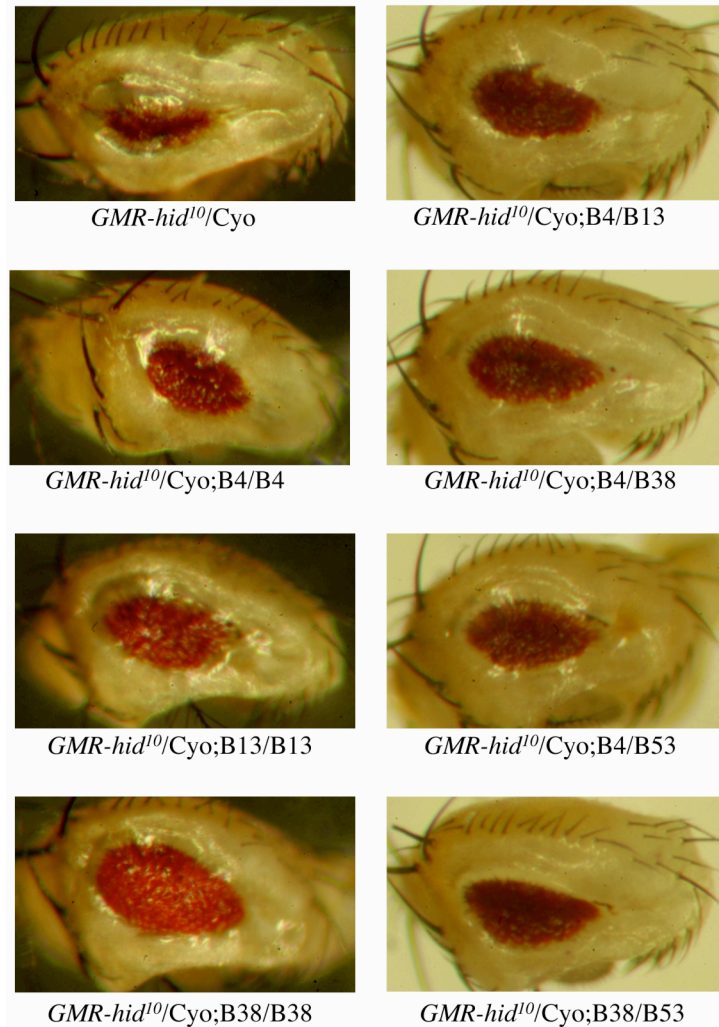 GMR-hid¹⁰/Cyo
GMR-hid¹⁰/Cyo;B4/B13
GMR-hid¹⁰/Cyo;B4/B4
GMR-hid¹⁰/Cyo;B4/B38
GMR-hid¹⁰/Cyo;B13/B13
GMR-hid¹⁰/Cyo;B4/B53
GMR-hid¹⁰/Cyo;B38/B38
GMR-hid¹⁰/Cyo;B38/B53